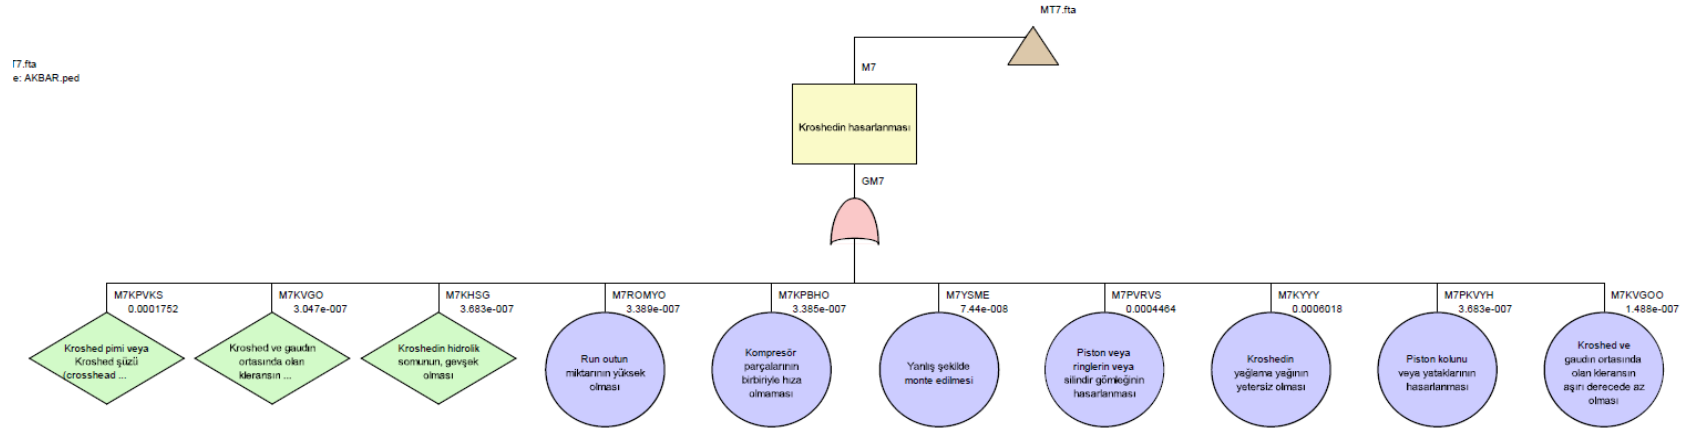 MT7.fta
T7.fta
e: AKBAR.ped
M7
Kroshedin hasarlanması
GM7
M7KPVKS
0.0001752
Kroshed pimi veya
Kroshed şüzü
(crosshead ...
M7KVGO
3.047e-007
Kroshed ve gaudın
ortasında olan
kleransın ...
M7KHSG
3.683e-007
Kroshedin hidrolik
somunun, gevşek
olması
M7ROMYO
3.389e-007
Run outun
miktarının yüksek
olması
M7KPBHO
3.385e-007
Kompresör
parçalarının
birbiriyle hıza
olmaması
M7YSME
7.44e-008
Yanlış şekilde
monte edilmesi
M7PVRVS
0.0004464
Piston veya
ringlerin veya
silindir gömleğinin
hasarlanması
M7KYYY
0.0006018
Kroshedin
yağlama yağının
yetersiz olması
M7PKVYH
3.683e-007
Piston kolunu
veya yataklarının
hasarlanması
M7KVGOO
1.488e-007
Kroshed ve
gaudın ortasında
olan kleransın
aşırı derecede az
olması